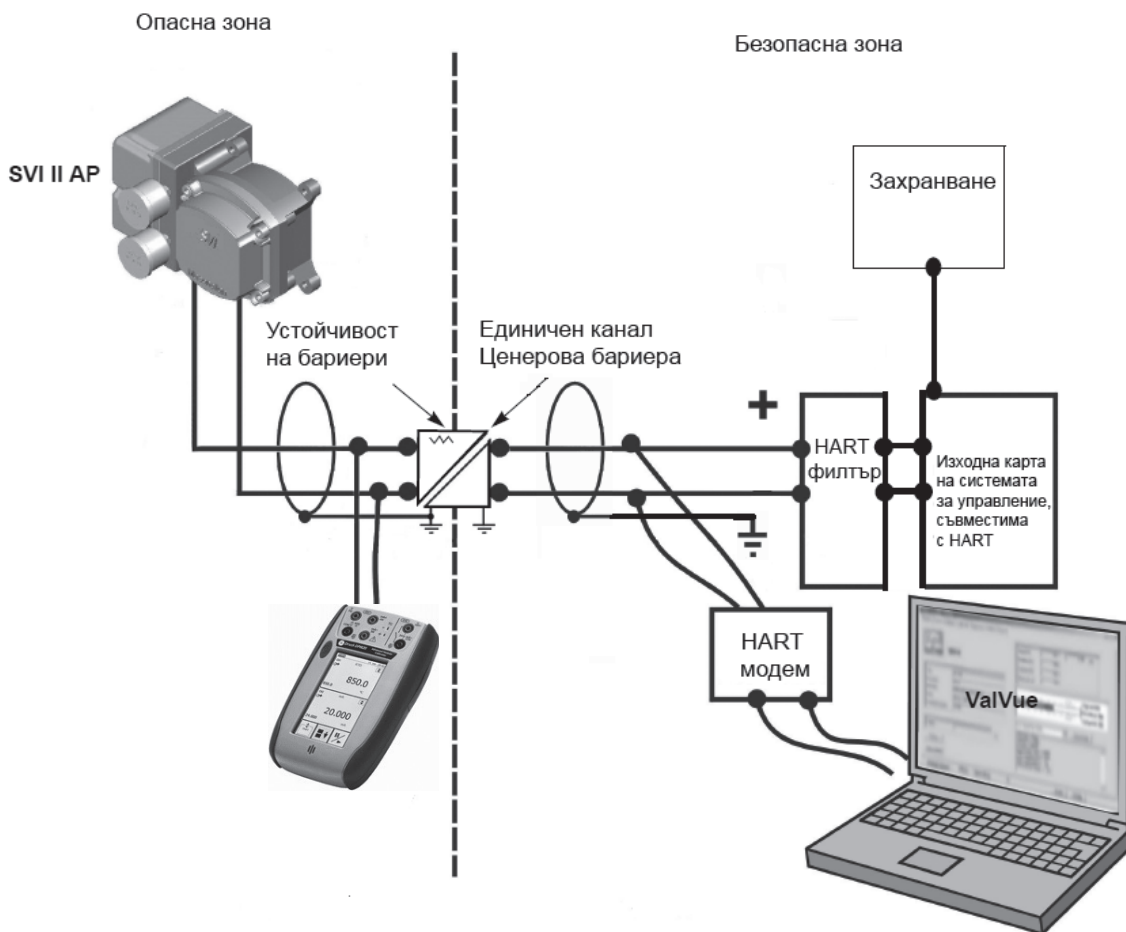 Опасна зона
Безопасна зона
SVI II AP
Захранване
Устойчивост
на бариери
Единичен канал
Ценерова бариера
+
HART
филтър
Изходна карта
на системата
за управление,
съвместима
с HART
SVI
850.0
20.000
HART
модем
ValVue